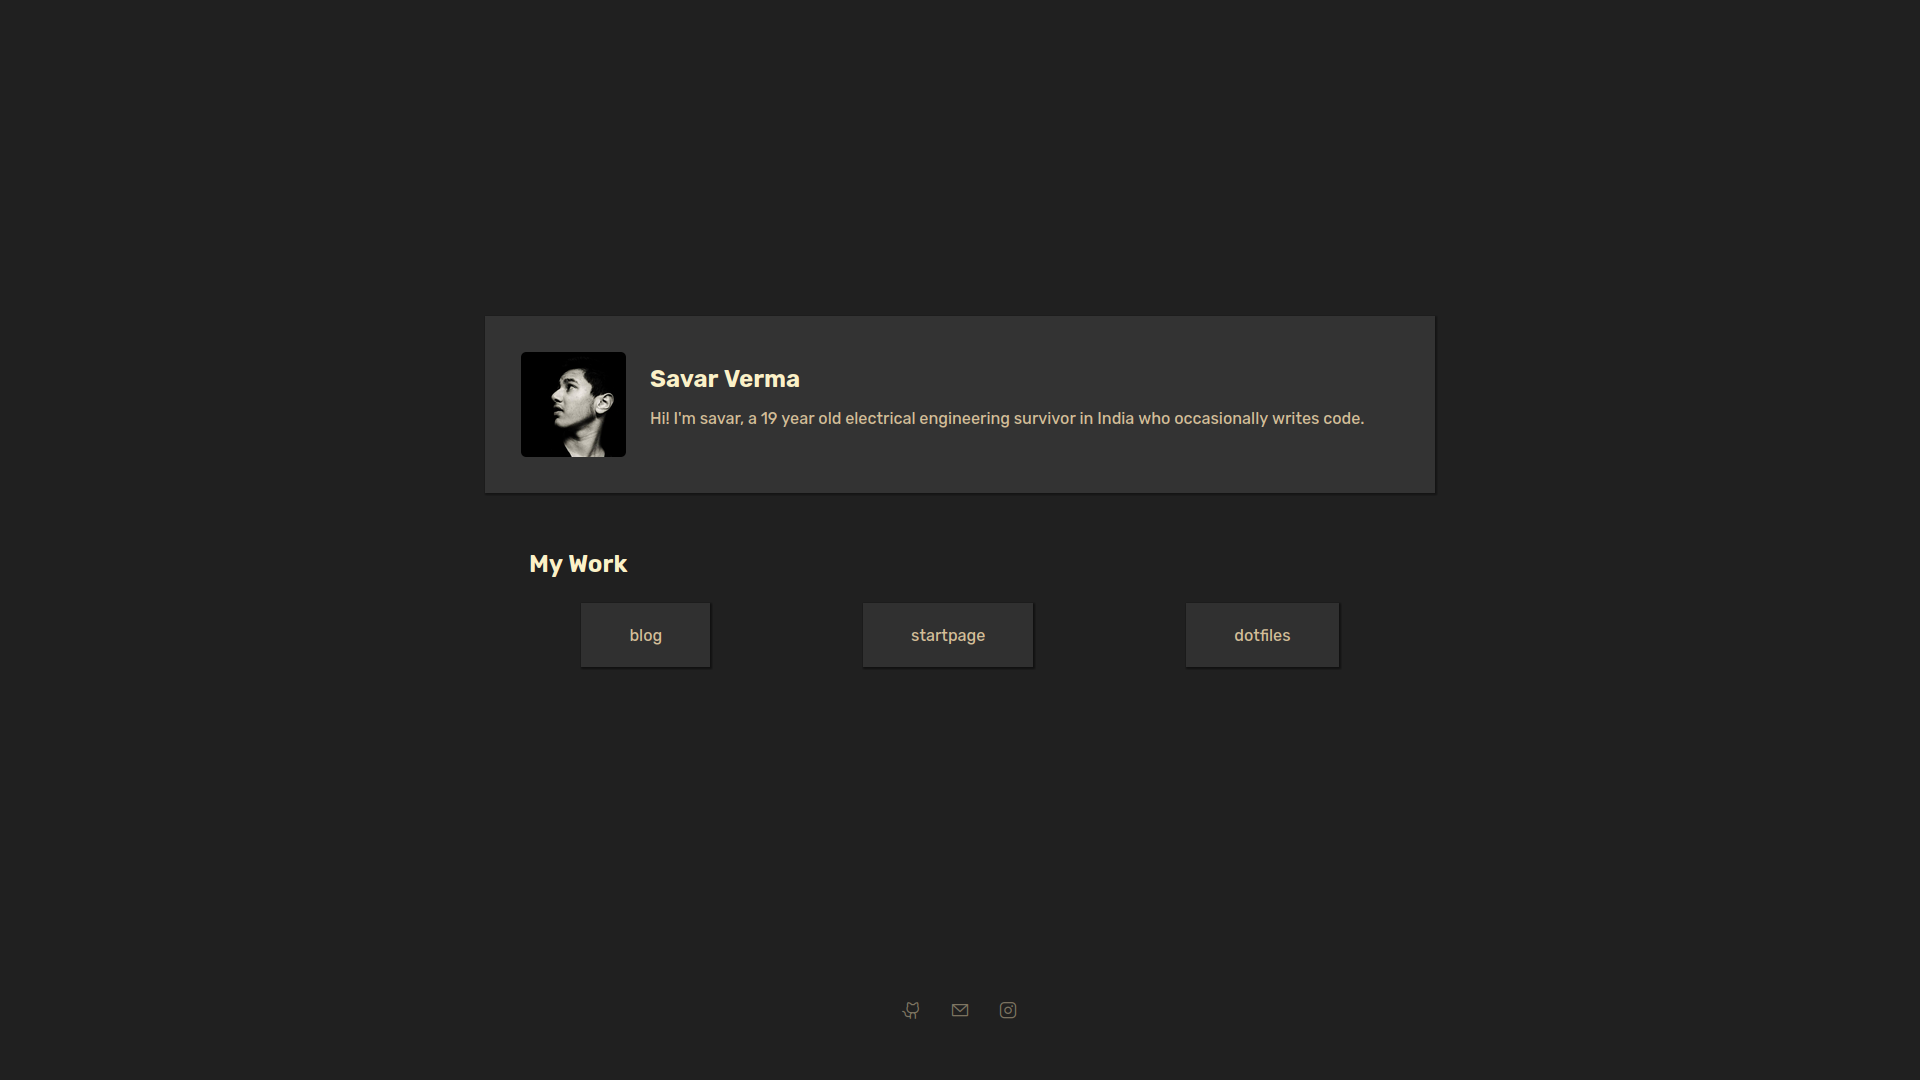 Savar Verma
Hi! I'm savar, a 19 year old electrical engineering survivor in India who occasionally writes code.
My Work
blog
startpage
dotfiles